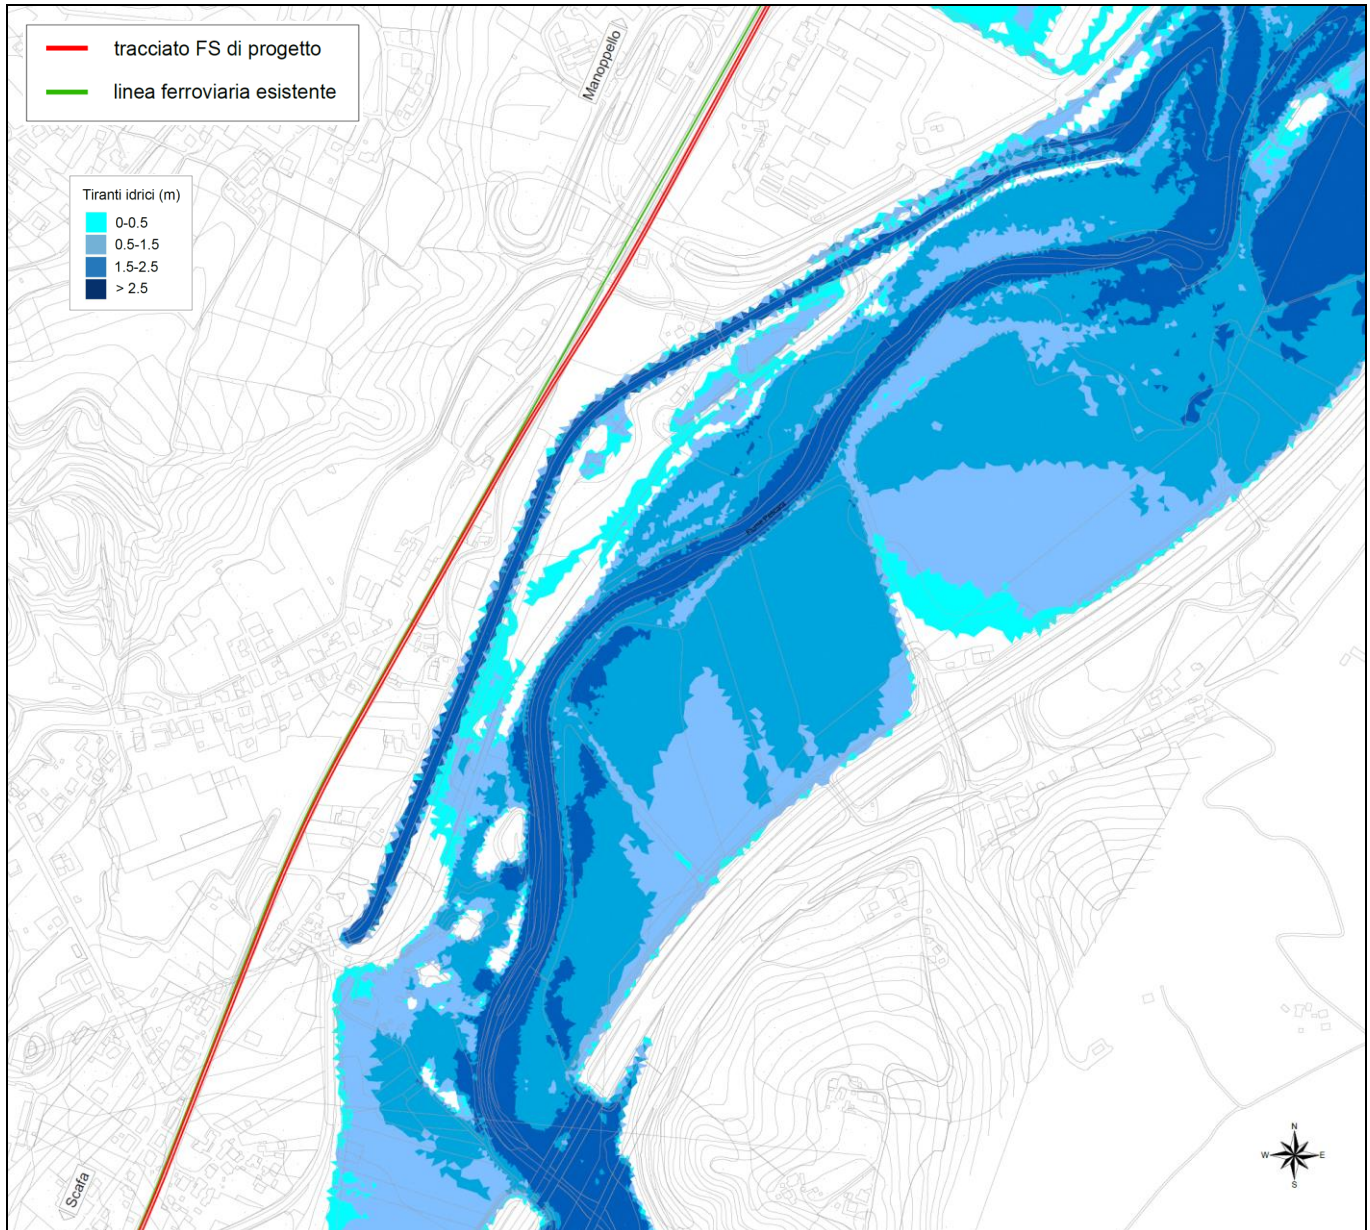 tracciato FS di progetto
linea ferroviaria esistente
Manoppello
Tiranti idrici (m)
0-0.5
0.5-1.5
1.5-2.5
> 2.5
N
W
E
S
Scafa